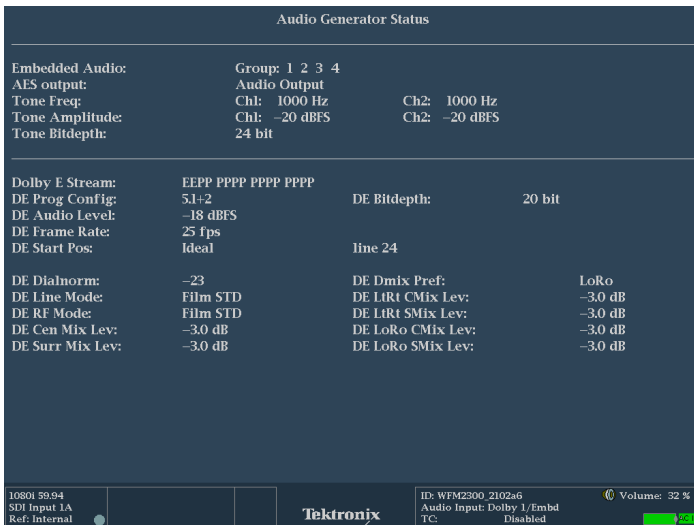 Audio Generator Status
Embedded Audio: Group: 1 2 3 4
AES output: Audio Output
Tone Freq: Ch1: 1000 Hz Ch2: 1000 Hz
Tone Amplitude: Ch1: −20 dBFS Ch2: −20 dBFS
Tone Bitdepth: 24 bit
Dolby E Stream: EEPP PPPP PPPP PPPP
DE Prog Config: 5.1+2 DE Bitdepth: 20 bit
DE Audio Level: −18 dBFS
DE Frame Rate: 25 fps
DE Start Pos: Ideal line 24
DE Dialnorm: −23 DE Dmix Pref: LoRo
DE Line Mode: Film STD DE LtRt CMix Lev: −3.0 dB
DE RF Mode: Film STD DE LtRt SMix Lev: −3.0 dB
DE Cen Mix Lev: −3.0 dB DE LoRo CMix Lev: −3.0 dB
DE Surr Mix Lev: −3.0 dB DE LoRo SMix Lev: −3.0 dB
1080i 59.94
SDI Input 1A
Ref: Internal
Tektronix
ID: WFM2300_2102a6 Volume: 32 %
Audio Input: Dolby 1/Embd
TC: Disabled